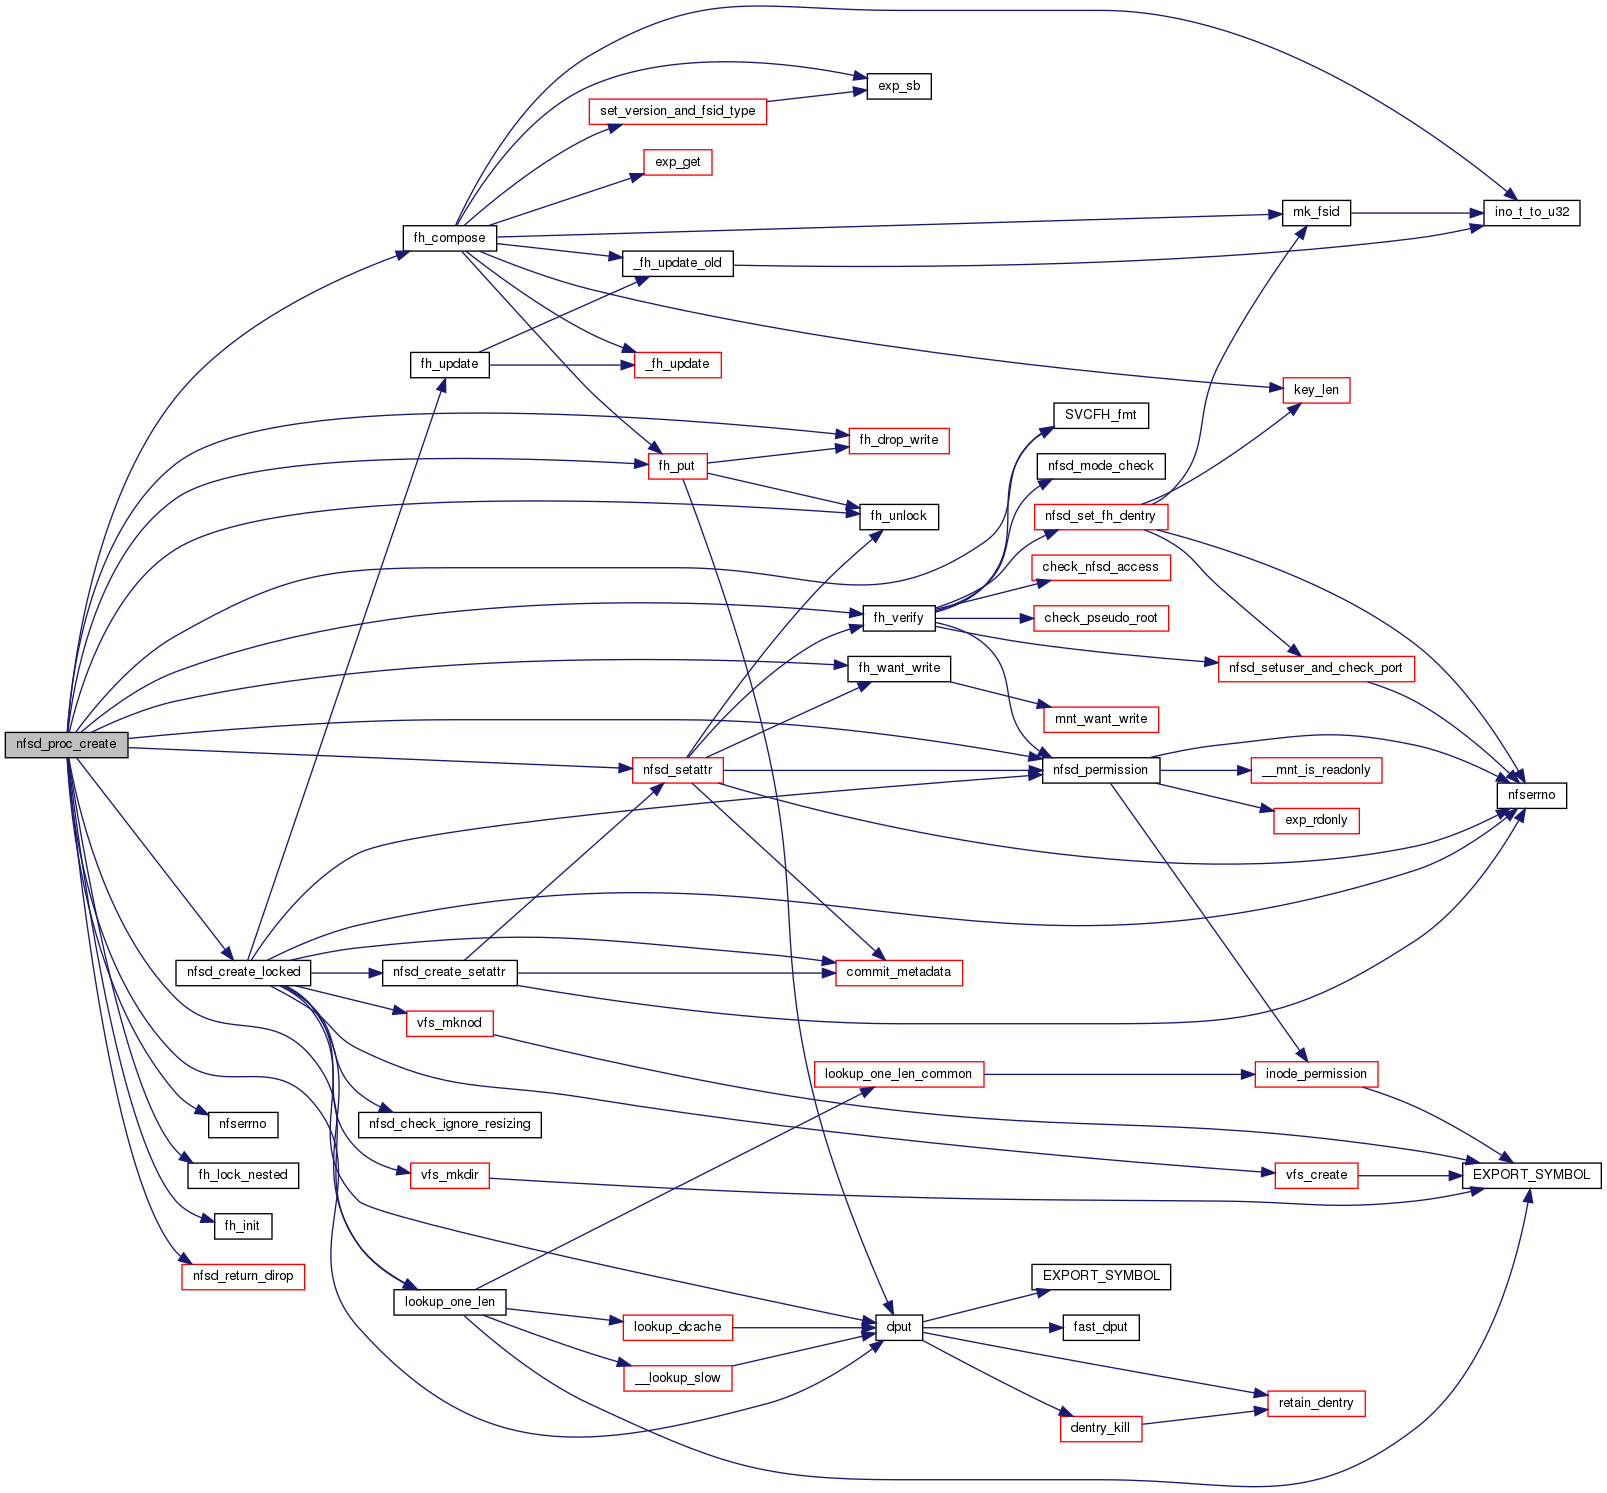 exp_sb
set_version_and_fsid_type
exp_get
mk_fsid
ino_t_to_u32
fh_compose
_fh_update_old
fh_update
_fh_update
key_len
SVCFH_fmt
fh_drop_write
fh_put
nfsd_mode_check
fh_unlock
nfsd_set_fh_dentry
check_nfsd_access
fh_verify
check_pseudo_root
fh_want_write
nfsd_setuser_and_check_port
mnt_want_write
nfsd_proc_create
nfsd_setattr
nfsd_permission
__mnt_is_readonly
nfserrno
exp_rdonly
nfsd_create_locked
nfsd_create_setattr
commit_metadata
vfs_mknod
lookup_one_len_common
inode_permission
nfserrno
nfsd_check_ignore_resizing
fh_lock_nested
vfs_mkdir
vfs_create
EXPORT_SYMBOL
fh_init
nfsd_return_dirop
EXPORT_SYMBOL
lookup_one_len
lookup_dcache
dput
fast_dput
__lookup_slow
retain_dentry
dentry_kill